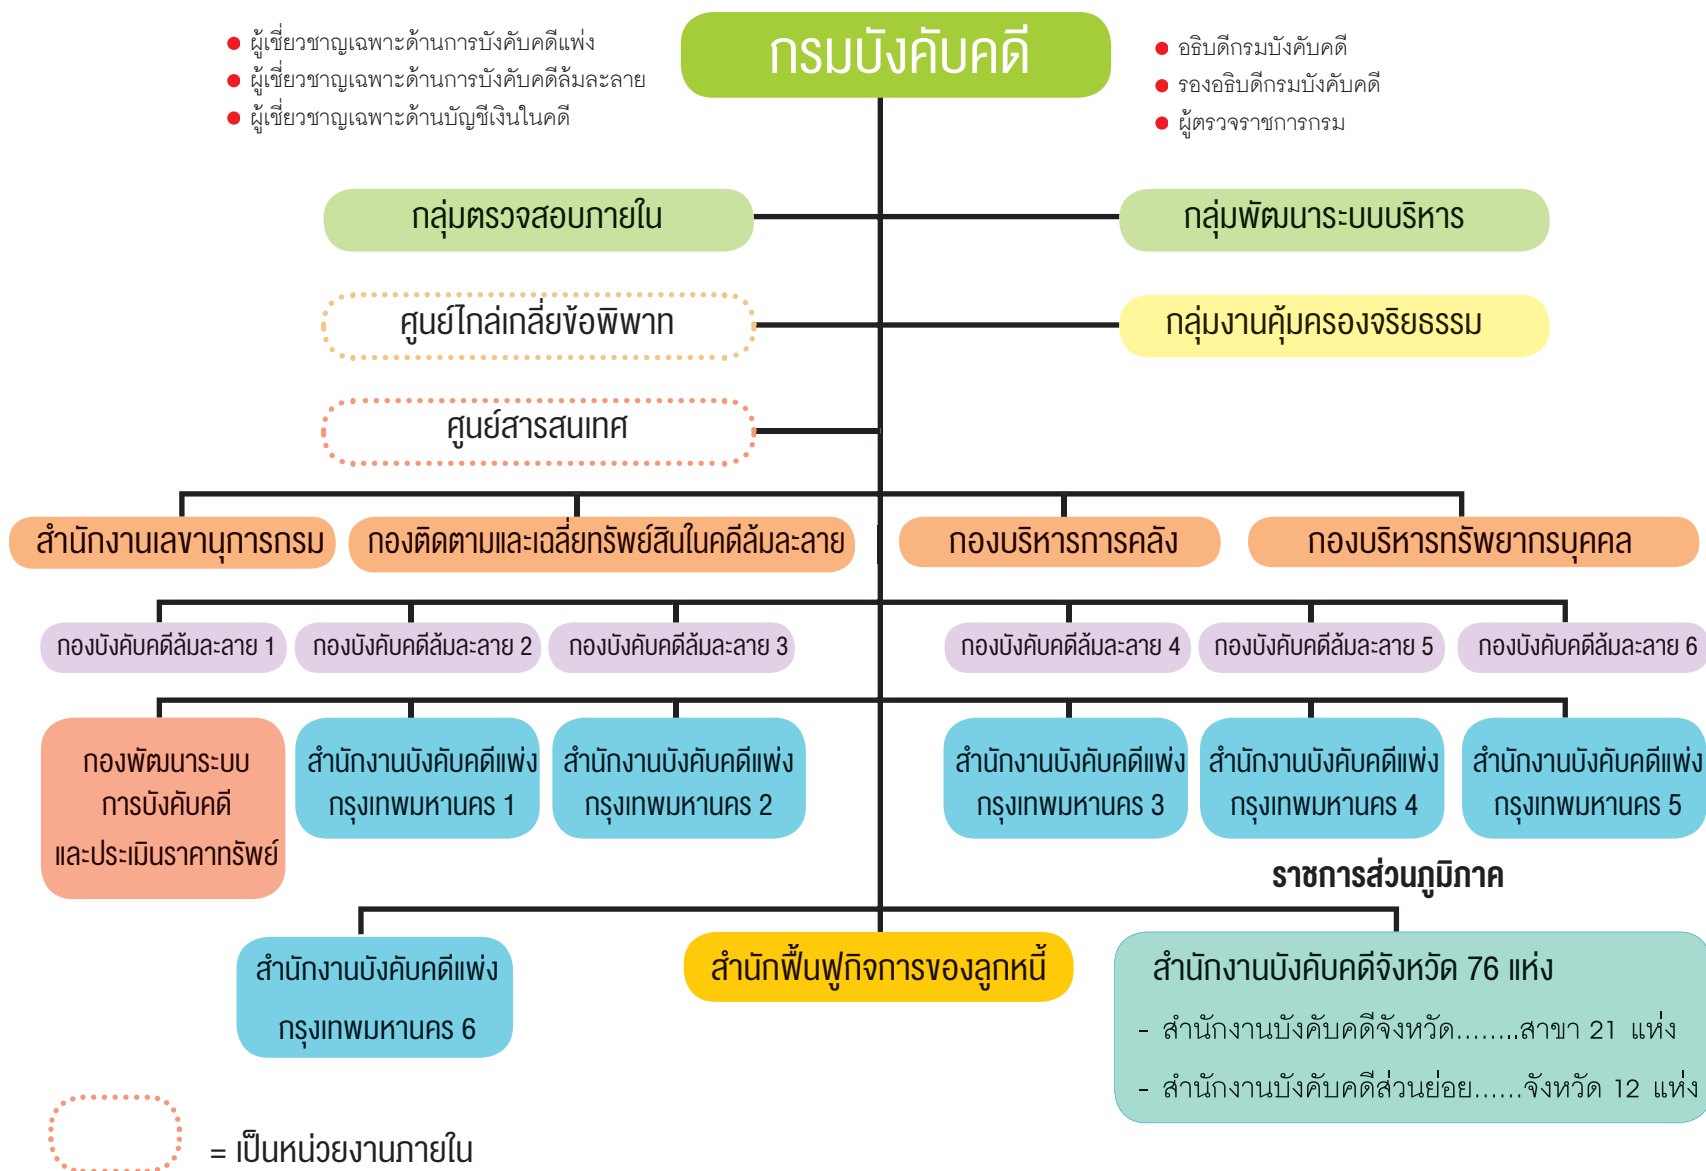 กรมบังคับคดี
ผู้เชี่ยวชาญเฉพาะด้านการบังคับคดีแพ่ง
ผู้เชี่ยวชาญเฉพาะด้านการบังคับคดีล้มละลาย
ผู้เชี่ยวชาญเฉพาะด้านบัญชีเงินในคดี
อธิบดีกรมบังคับคดี
รองอธิบดีกรมบังคับคดี
ผู้ตรวจราชการกรม
กลุ่มตรวจสอบภายใน
กลุ่มพัฒนาระบบบริหาร
ศูนย์ไกล่เกลี่ยข้อพิพาท
กลุ่มงานคุ้มครองจริยธรรม
ศูนย์สารสนเทศ
สำนักงานเลขานุการกรม
กองติดตามและเฉลี่ยทรัพย์สินในคดีล้มละลาย
กองบริหารการคลัง
กองบริหารทรัพยากรบุคคล
กองบังคับคดีล้มละลาย 1
กองบังคับคดีล้มละลาย 2
กองบังคับคดีล้มละลาย 3
กองบังคับคดีล้มละลาย 4
กองบังคับคดีล้มละลาย 5
กองบังคับคดีล้มละลาย 6
กองพัฒนาระบบ
การบังคับคดี
และประเมินราคาทรัพย์
สำนักงานบังคับคดีแพ่ง
กรุงเทพมหานคร 1
สำนักงานบังคับคดีแพ่ง
กรุงเทพมหานคร 2
สำนักงานบังคับคดีแพ่ง
กรุงเทพมหานคร 3
สำนักงานบังคับคดีแพ่ง
กรุงเทพมหานคร 4
สำนักงานบังคับคดีแพ่ง
กรุงเทพมหานคร 5
ราชการส่วนภูมิภาค
สำนักงานบังคับคดีแพ่ง
กรุงเทพมหานคร 6
สำนักฟื้นฟูกิจการของลูกหนี้
สำนักงานบังคับคดีจังหวัด 76 แห่ง
- สำนักงานบังคับคดีจังหวัด........สาขา 21 แห่ง
- สำนักงานบังคับคดีส่วนย่อย......จังหวัด 12 แห่ง
= เป็นหน่วยงานภายใน